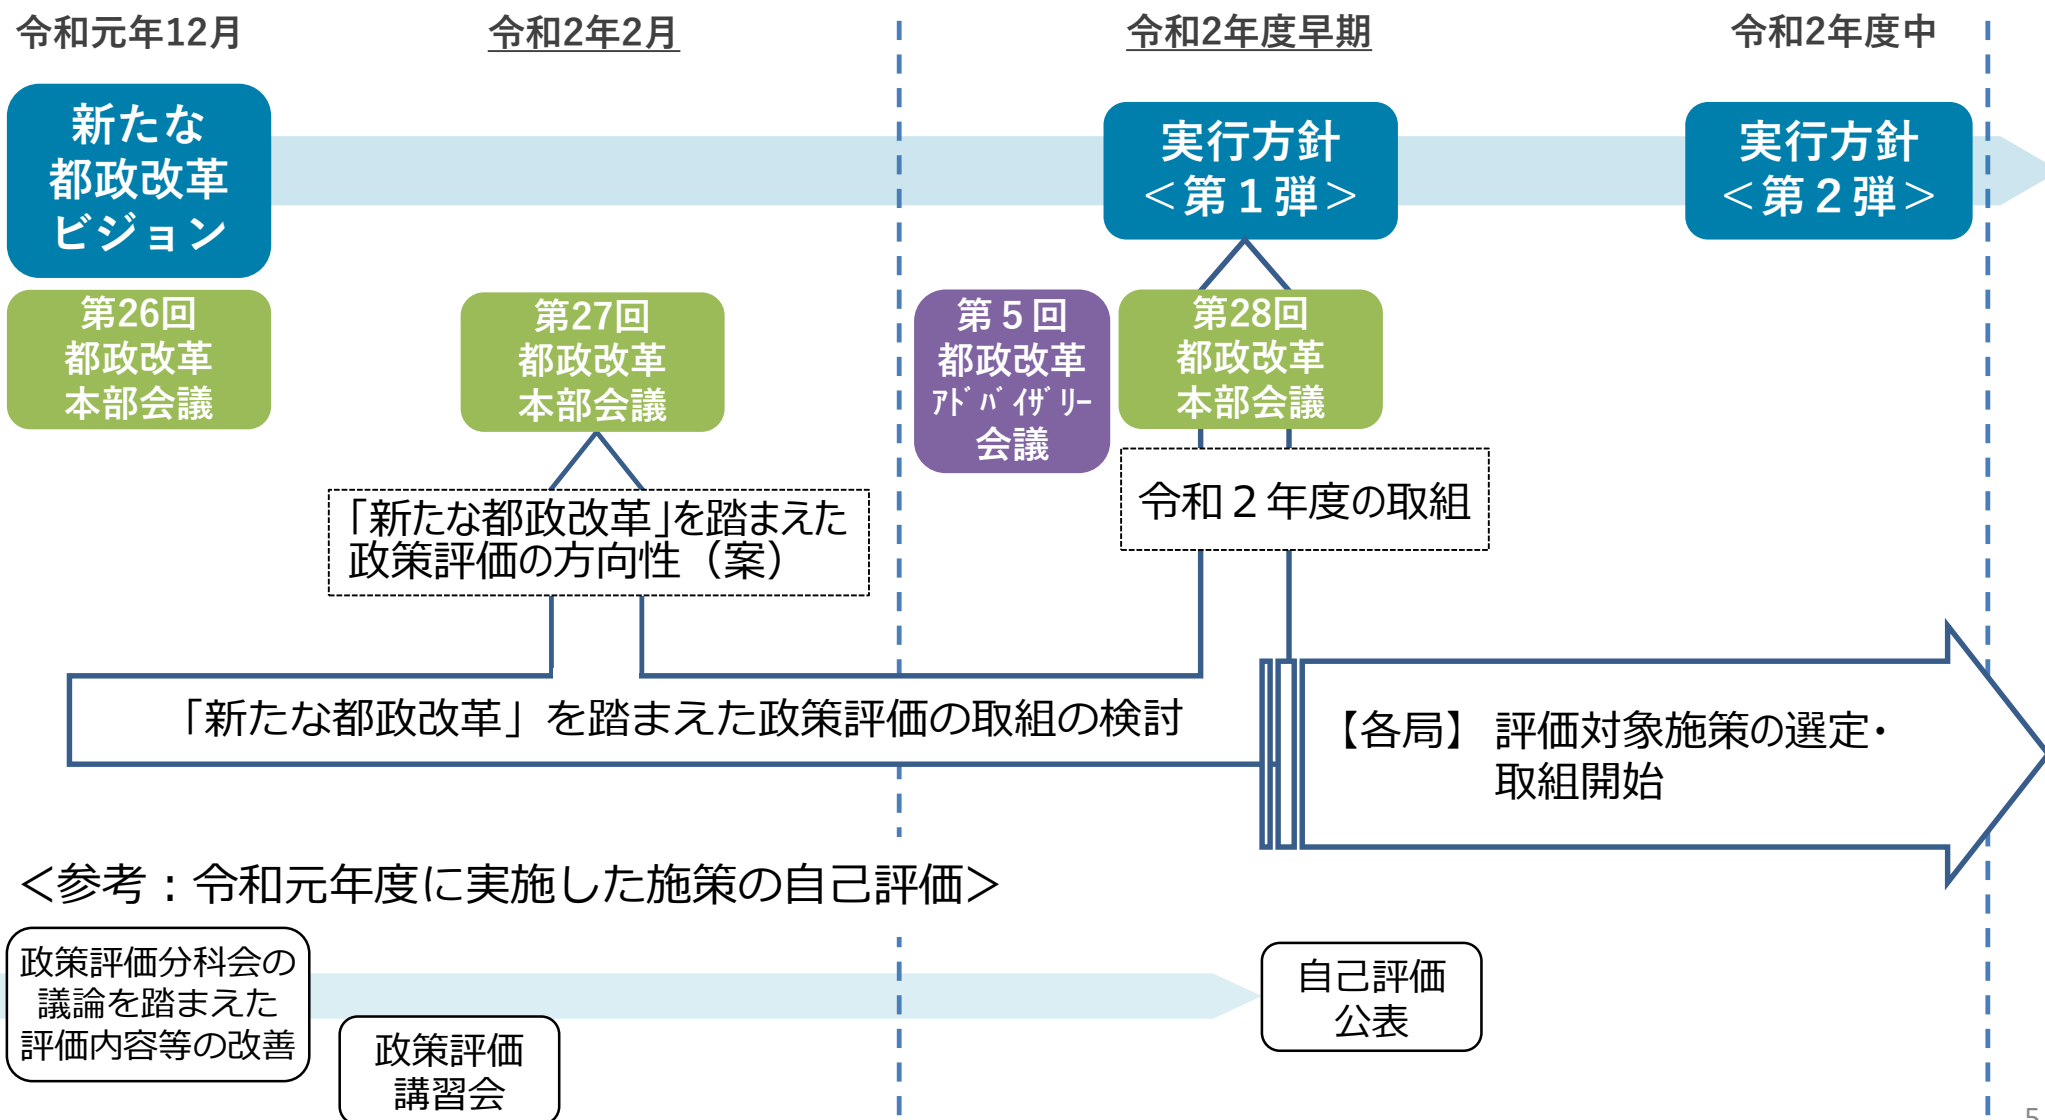 令和元年12月
令和2年2月
令和2年度早期
令和2年度中
新たな
都政改革
ビジョン
実行方針
＜第１弾＞
実行方針
＜第２弾＞
第26回
都政改革
本部会議
第27回
都政改革
本部会議
第５回
都政改革
ｱﾄﾞﾊﾞｲｻﾞﾘｰ
会議
第28回
都政改革
本部会議
「新たな都政改革」を踏まえた
政策評価の方向性（案）
令和２年度の取組
「新たな都政改革」を踏まえた政策評価の取組の検討
【各局】 評価対象施策の選定・
取組開始
＜参考：令和元年度に実施した施策の自己評価＞
政策評価分科会の
議論を踏まえた
評価内容等の改善
政策評価
講習会
自己評価
公表
5